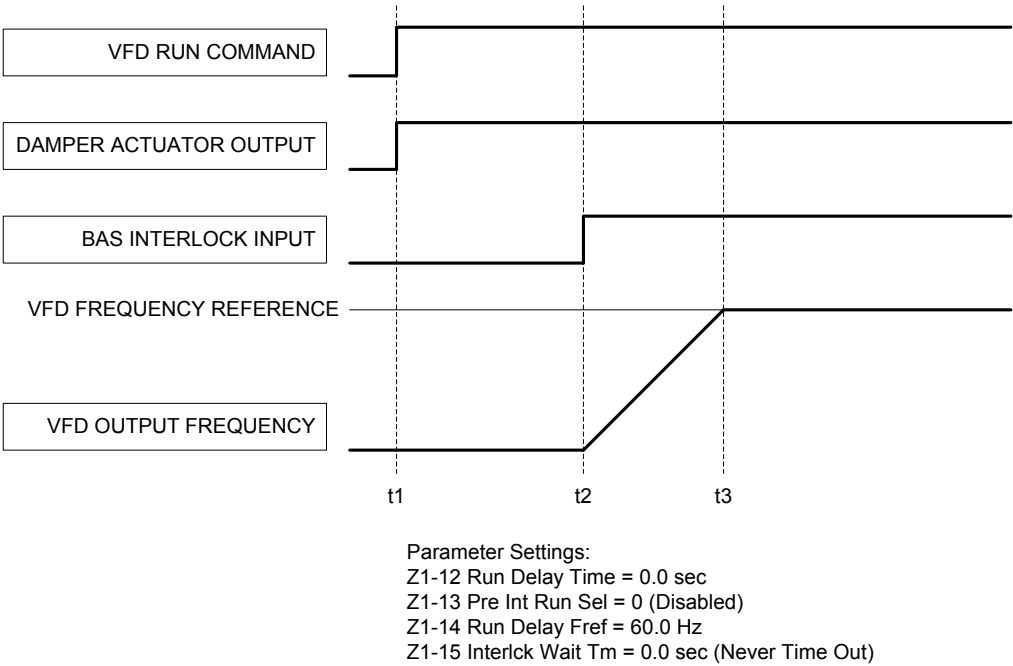 VFD RUN COMMAND
DAMPER ACTUATOR OUTPUT
BAS INTERLOCK INPUT
VFD FREQUENCY REFERENCE
VFD OUTPUT FREQUENCY
t1
t2
t3
Parameter Settings:
Z1-12 Run Delay Time = 0.0 sec
Z1-13 Pre Int Run Sel = 0 (Disabled)
Z1-14 Run Delay Fref = 60.0 Hz
Z1-15 Interlck Wait Tm = 0.0 sec (Never Time Out)